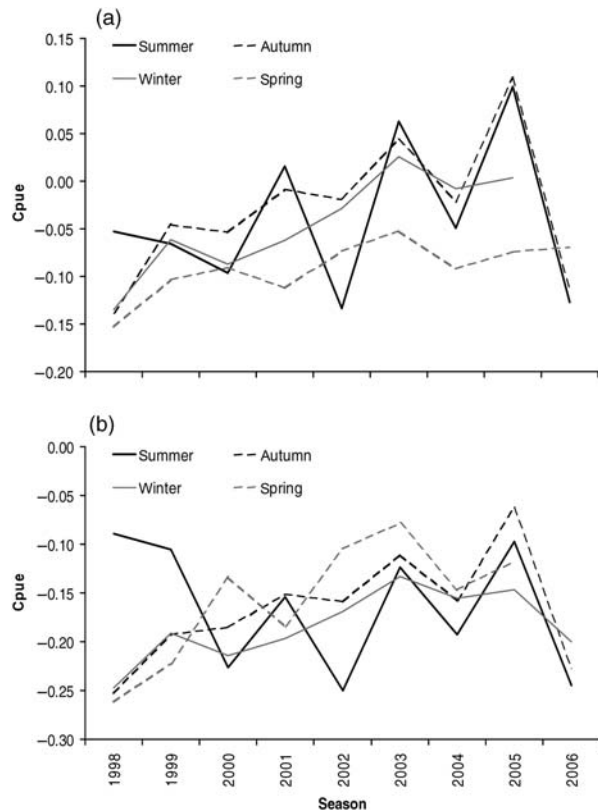 (a)
Summer Autumn
Winter Spring
0.15
0.10
0.05
0.00
−0.05
−0.10
−0.15
−0.20
Cpue
(b)
Summer Autumn
Winter Spring
0.00
−0.05
−0.10
−0.15
−0.20
−0.25
−0.30
Cpue
1998 1999 2000 2001 2002 2003 2004 2005 2006
Season